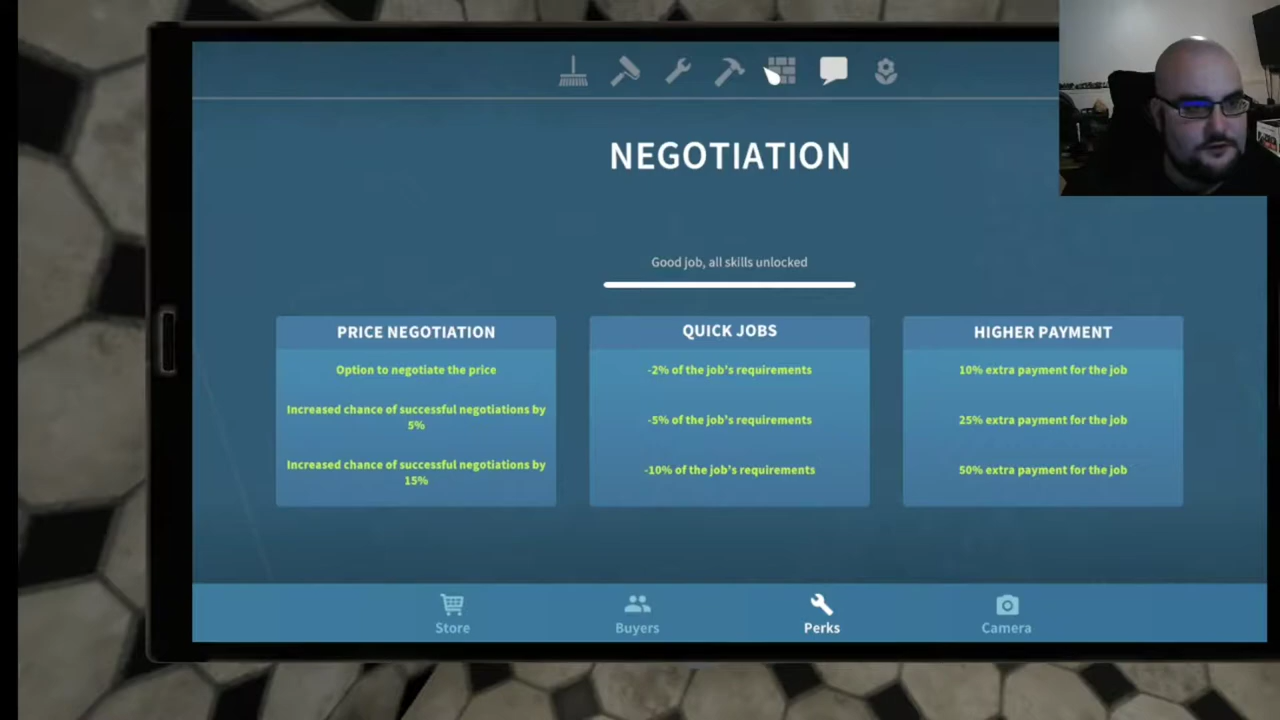 NEGOTIATION
Good job, all skills unlocked
PRICE NEGOTIATION
Option to negotiate the price
Increased chance of successful negotiations by
5%
Increased chance of successful negotiations by
15%
QUICK JOBS
-2% of the job's requirements
-5% of the job's requirements
-10% of the job's requirements
HIGHER PAYMENT
10% extra payment for the job
25% extra payment for the job
50% extra payment for the job
Store
Buyers
Perks
Camera